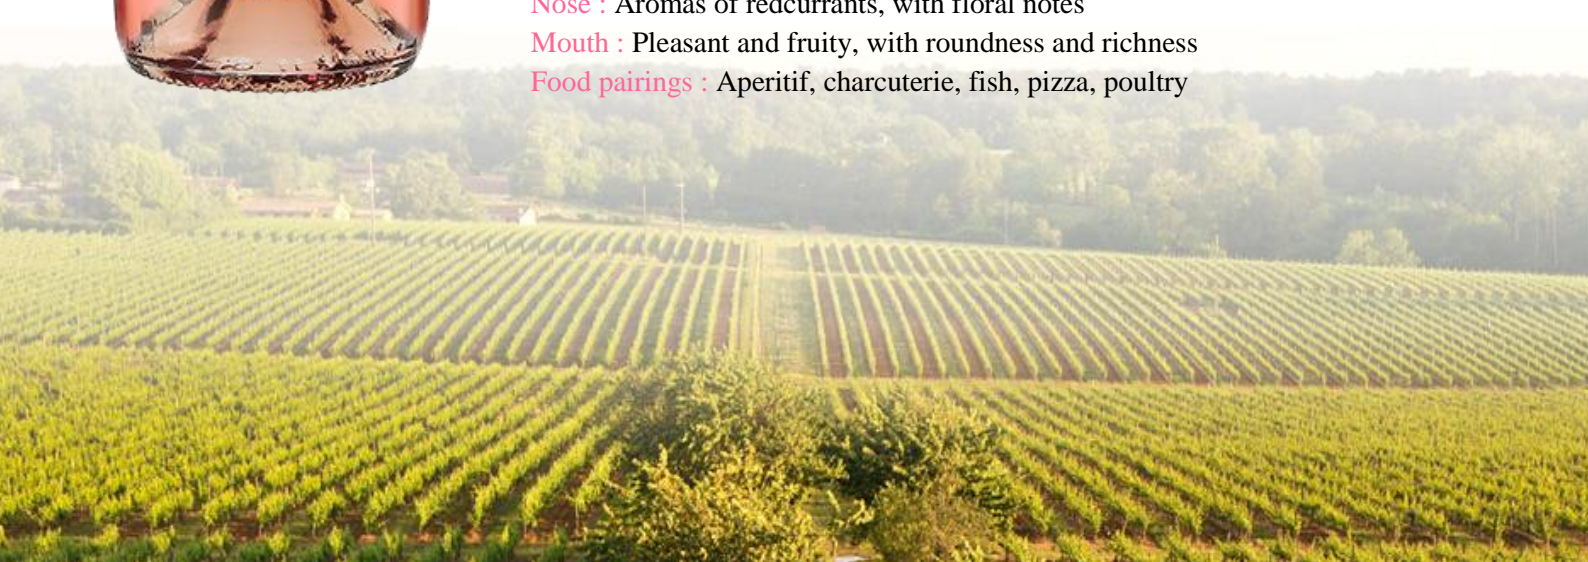 Nose : Aromas of redcurrants, with floral notes
Mouth : Pleasant and fruity, with roundness and richness
Food pairings : Aperitif, charcuterie, fish, pizza, poultry